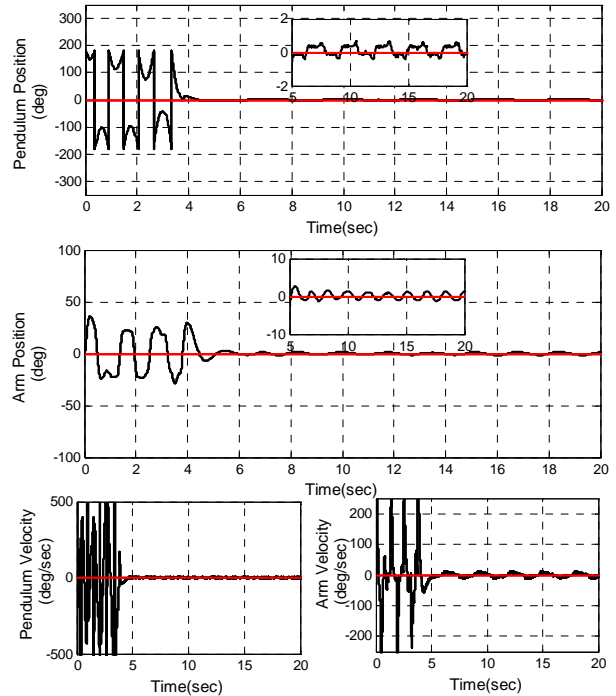 300
200
100
0
-100
-200
-300
Pendulum Position
(deg)
2
0
-2
5 10 15 20
0 2 4 6 8 10 12 14 16 18 20
Time(sec)
100
50
0
-50
-100
Arm Position
(deg)
10
0
-10
5 10 15 20
0 2 4 6 8 10 12 14 16 18 20
Time(sec)
500
0
-500
Pendulum Velocity
(deg/sec)
0 5 10 15 20
Time(sec)
200
100
0
-100
-200
Arm Velocity
(deg/sec)
0 5 10 15 20
Time(sec)